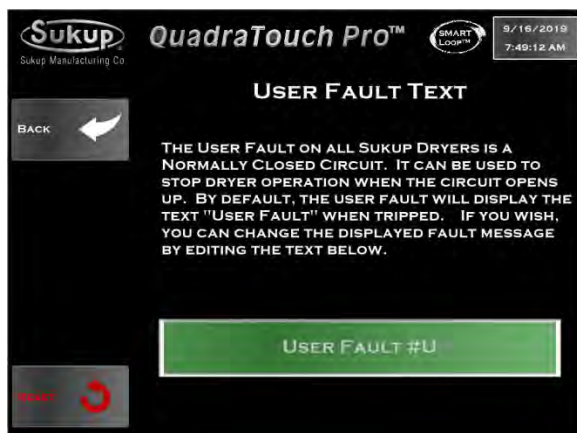 Sukup
Sukup Manufacturing Co
QuadraTouch Pro™
SMART
LOOP™
9/16/2019
7:49:12 AM
USER FAULT TEXT
BACK
THE USER FAULT ON ALL SUKUP DRYERS IS A
NORMALLY CLOSED CIRCUIT. IT CAN BE USED TO
STOP DRYER OPERATION WHEN THE CIRCUIT OPENS
UP. BY DEFAULT, THE USER FAULT WILL DISPLAY THE
TEXT "USER FAULT" WHEN TRIPPED. IF YOU WISH,
YOU CAN CHANGE THE DISPLAYED FAULT MESSAGE
BY EDITING THE TEXT BELOW.
USER FAULT #U
RESET